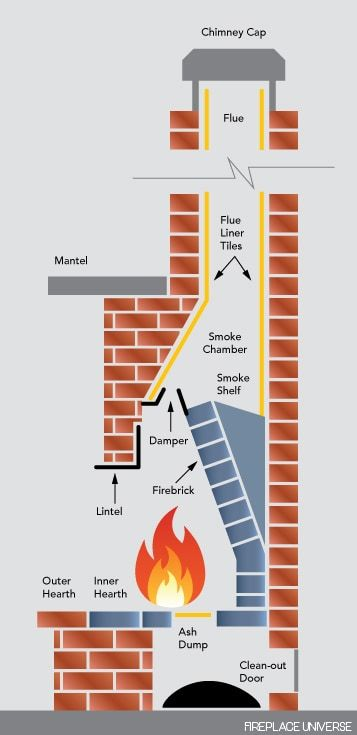 Chimney Cap
Flue
Flue
Liner
Tiles
Mantel
Smoke
Chamber
Smoke
Shelf
Damper
Firebrick
Lintel
Outer
Hearth
Inner
Hearth
Ash
Dump
Clean-out
Door
FIREPLACE UNIVERSE